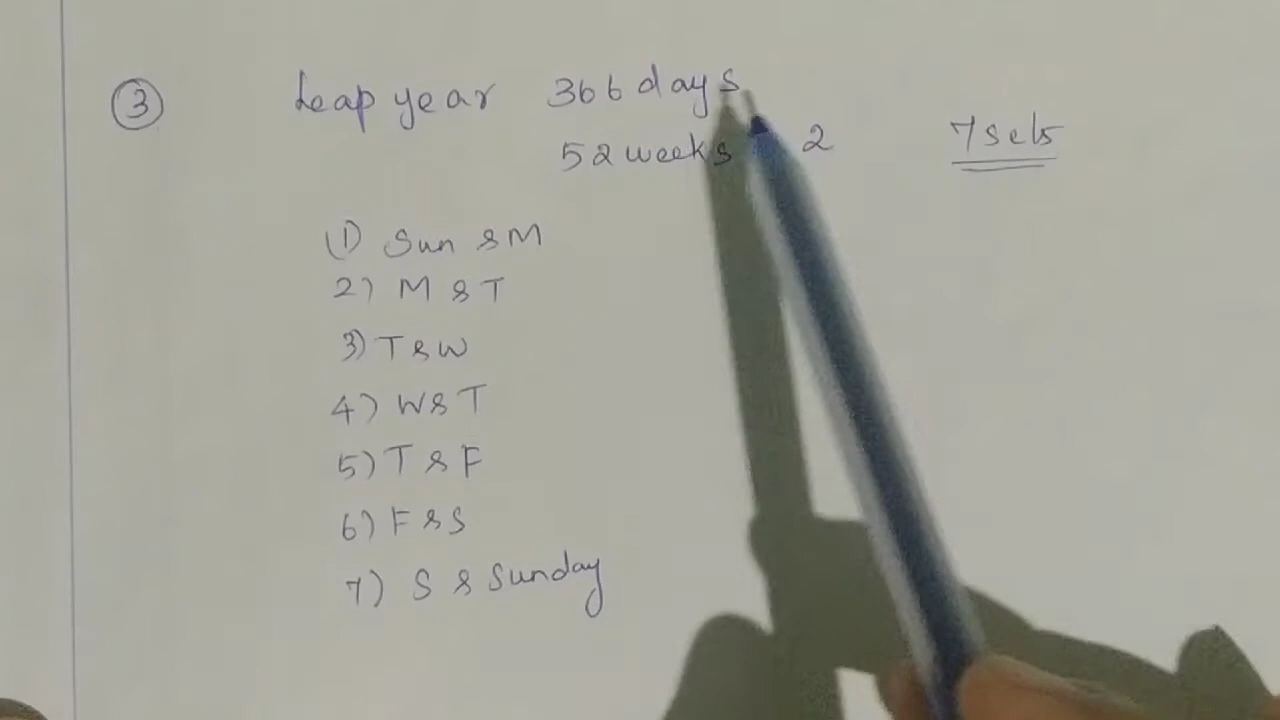 ③ Leap year 366 days
52 weeks 2 7 sets
(1) Sun & M
2) M & T
3) T & W
4) W & T
5) T & F
6) F & S
7) S & Sunday